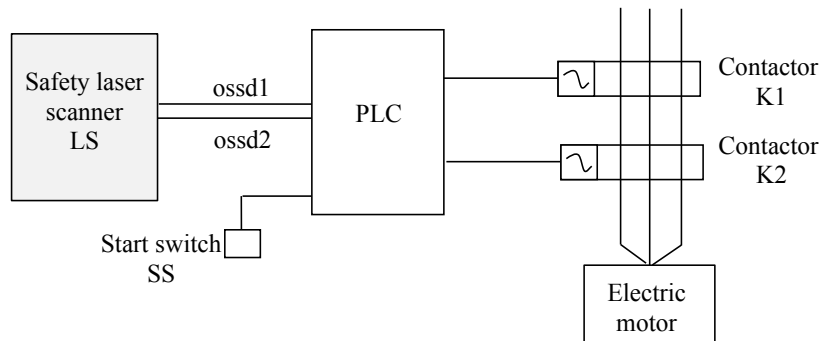 Safety laser
scanner
LS
ossd1
ossd2
PLC
Contactor
K1
Contactor
K2
Start switch
SS
Electric
motor